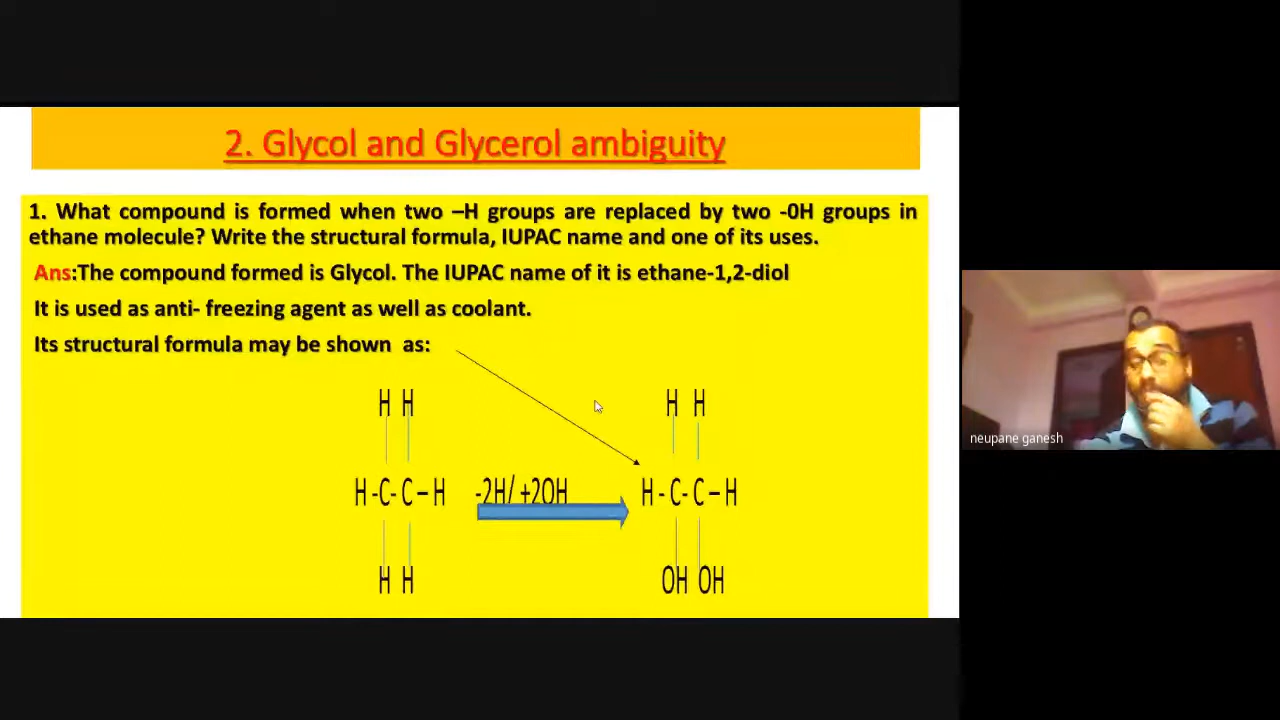 2. Glycol and Glycerol ambiguity
1. What compound is formed when two –H groups are replaced by two -0H groups in
ethane molecule? Write the structural formula, IUPAC name and one of its uses.
Ans:The compound formed is Glycol. The IUPAC name of it is ethane-1,2-diol
It is used as anti- freezing agent as well as coolant.
Its structural formula may be shown as:
H H H H
H -C- C – H -2H/ +2OH H - C- C – H
H H OH OH
neupane ganesh